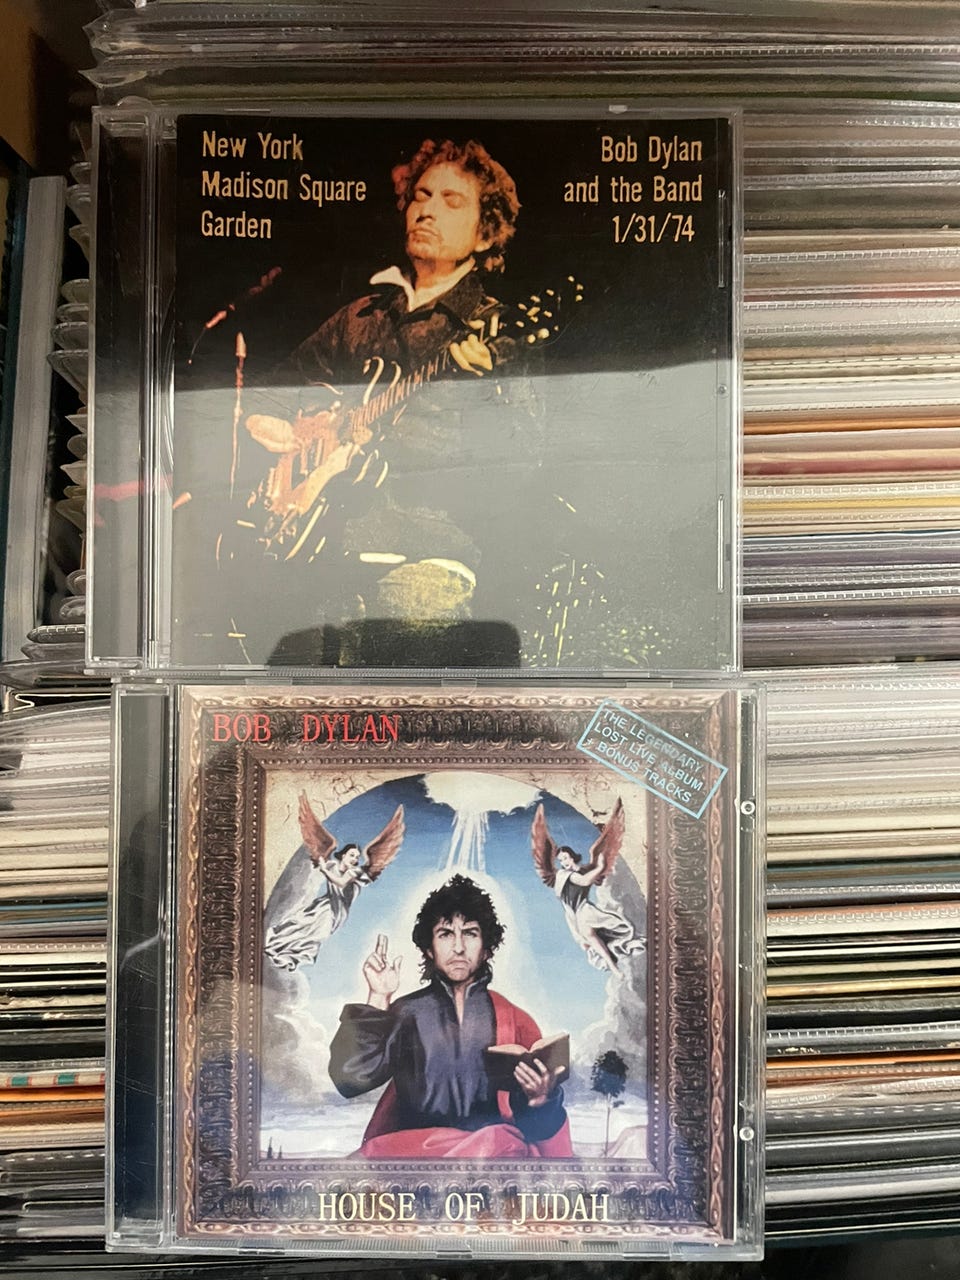 New York
Madison Square
Garden
Bob Dylan
and the Band
1/31/74
BOB DYLAN
THE LEGENDARY
LOST LIVE ALBUM
+ BONUS TRACKS
HOUSE OF JUDAH